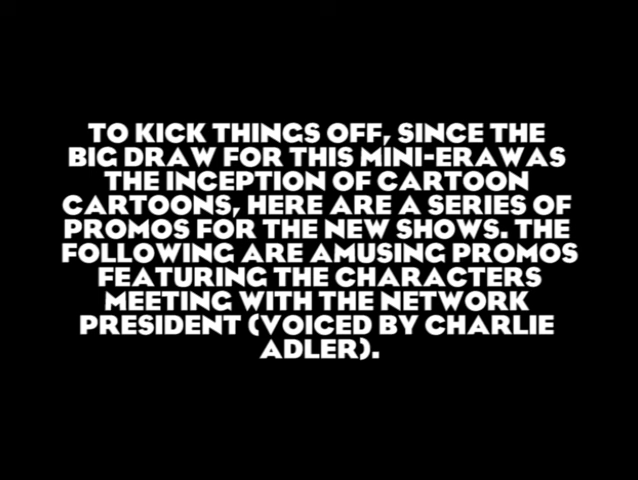 TO KICK THINGS OFF, SINCE THE
BIG DRAW FOR THIS MINI-ERAWAS
THE INCEPTION OF CARTOON
CARTOONS, HERE ARE A SERIES OF
PROMOS FOR THE NEW SHOWS. THE
FOLLOWING ARE AMUSING PROMOS
FEATURING THE CHARACTERS
MEETING WITH THE NETWORK
PRESIDENT (VOICED BY CHARLIE
ADLER).